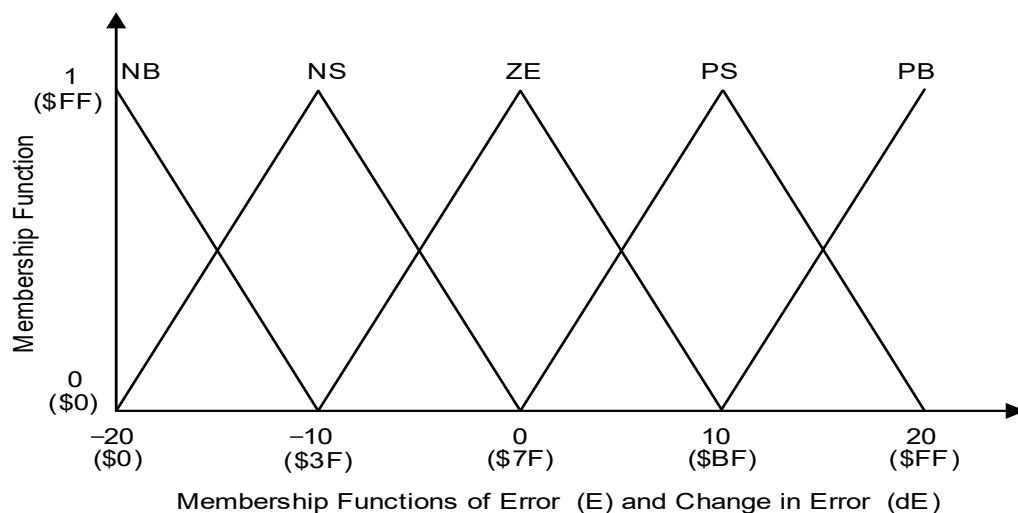 NB NS ZE PS PB
1
($FF)
Membership Function
0
($0)
−20 −10 0 10 20
($0) ($3F) ($7F) ($BF) ($FF)
Membership Functions of Error (E) and Change in Error (dE)